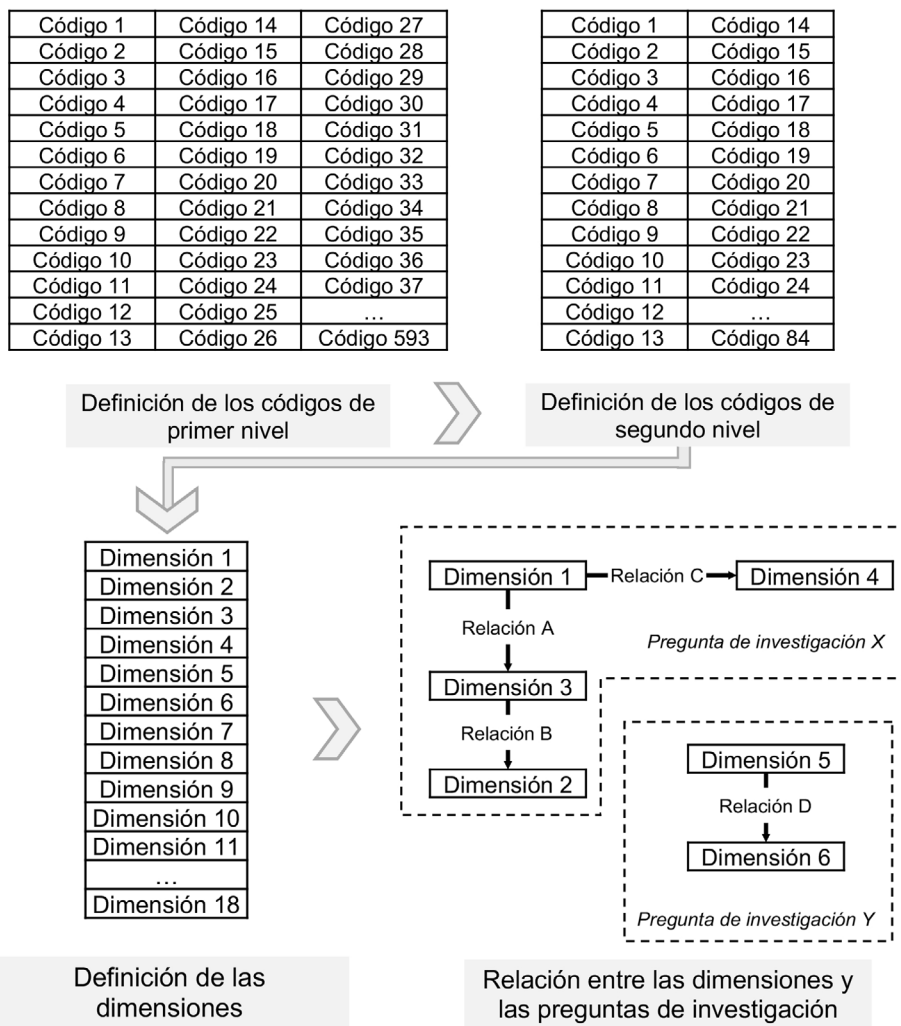 Código 1 Código 14 Código 27
Código 2 Código 15 Código 28
Código 3 Código 16 Código 29
Código 4 Código 17 Código 30
Código 5 Código 18 Código 31
Código 6 Código 19 Código 32
Código 7 Código 20 Código 33
Código 8 Código 21 Código 34
Código 9 Código 22 Código 35
Código 10 Código 23 Código 36
Código 11 Código 24 Código 37
Código 12 Código 25 …
Código 13 Código 26 Código 593
Código 1 Código 14
Código 2 Código 15
Código 3 Código 16
Código 4 Código 17
Código 5 Código 18
Código 6 Código 19
Código 7 Código 20
Código 8 Código 21
Código 9 Código 22
Código 10 Código 23
Código 11 Código 24
Código 12 …
Código 13 Código 84
Definición de los códigos de
primer nivel
Definición de los códigos de
segundo nivel
Dimensión 1
Dimensión 2
Dimensión 3
Dimensión 4
Dimensión 5
Dimensión 6
Dimensión 7
Dimensión 8
Dimensión 9
Dimensión 10
Dimensión 11
…
Dimensión 18
Dimensión 1 Relación C Dimensión 4
Relación A
Pregunta de investigación X
Dimensión 3
Relación B
Dimensión 2
Dimensión 5
Relación D
Dimensión 6
Pregunta de investigación Y
Definición de las
dimensiones
Relación entre las dimensiones y
las preguntas de investigación